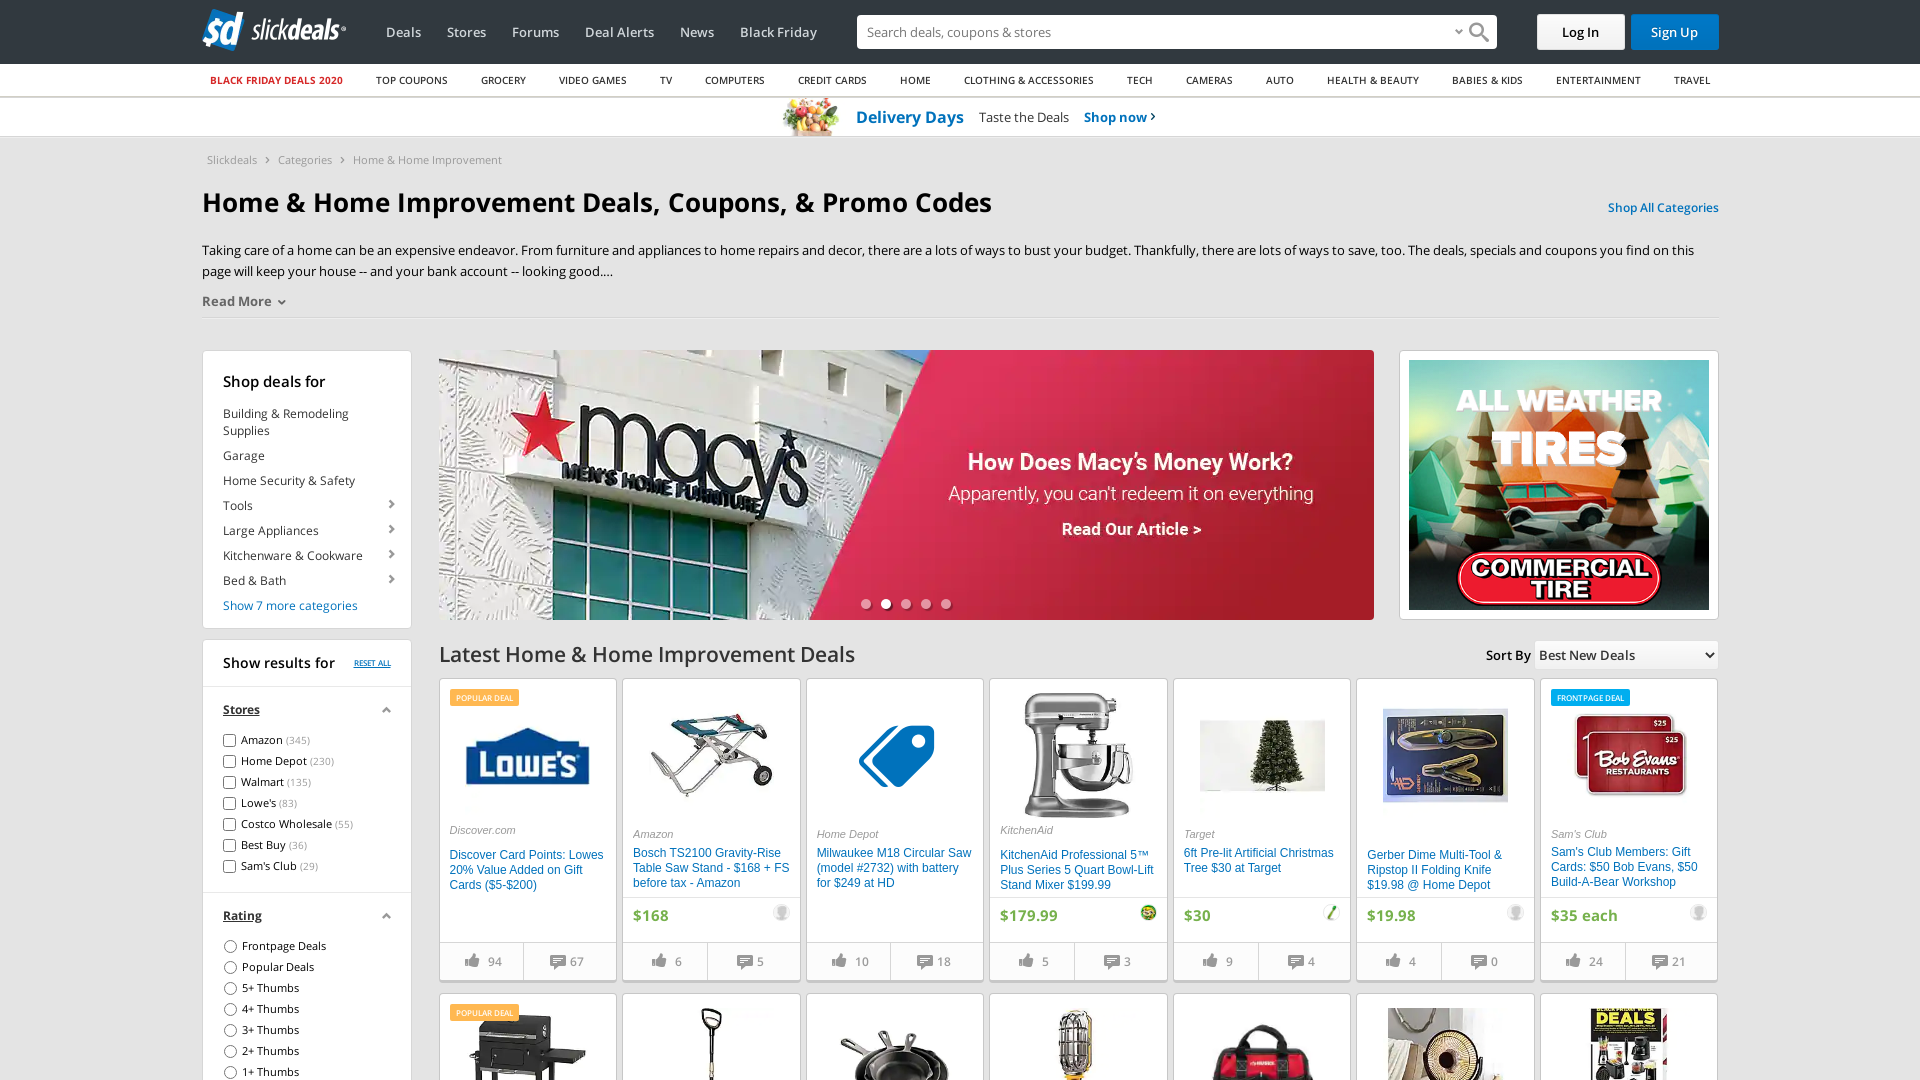 slickdeals
Deals
Stores
Forums
Deal Alerts
News
Black Friday
Search deals, coupons & stores
Log In
Sign Up
BLACK FRIDAY DEALS 2020
TOP COUPONS
GROCERY
VIDEO GAMES
TV
COMPUTERS
CREDIT CARDS
HOME
CLOTHING & ACCESSORIES
TECH
CAMERAS
AUTO
HEALTH & BEAUTY
BABIES & KIDS
ENTERTAINMENT
TRAVEL
Delivery Days Taste the Deals Shop now
Slickdeals Categories Home & Home Improvement
Home & Home Improvement Deals, Coupons, & Promo Codes
Shop All Categories
Taking care of a home can be an expensive endeavor. From furniture and appliances to home repairs and decor, there are a lots of ways to bust your budget. Thankfully, there are lots of ways to save, too. The deals, specials and coupons you find on this
page will keep your house -- and your bank account -- looking good....
Read More
Shop deals for
Building & Remodeling
Supplies
Garage
Home Security & Safety
Tools
Large Appliances
Kitchenware & Cookware
Bed & Bath
Show 7 more categories
macy's
MEN'S HOME FURNITURE
How Does Macy's Money Work?
Apparently, you can't redeem it on everything
Read Our Article >
ALL WEATHER
TIRES
COMMERCIAL
TIRE
Show results for
RESET ALL
Stores
Amazon (345)
Home Depot (230)
Walmart (135)
Lowe's (83)
Costco Wholesale (55)
Best Buy (36)
Sam's Club (29)
Rating
Frontpage Deals
Popular Deals
5+ Thumbs
4+ Thumbs
3+ Thumbs
2+ Thumbs
1+ Thumbs
Latest Home & Home Improvement Deals
Sort By Best New Deals
POPULAR DEAL
LOWE'S
Discover.com
Discover Card Points: Lowes
20% Value Added on Gift
Cards ($5-$200)
94
67
Amazon
Bosch TS2100 Gravity-Rise
Table Saw Stand - $168 + FS
before tax - Amazon
$168
6
5
Home Depot
Milwaukee M18 Circular Saw
(model #2732) with battery
for $249 at HD
10
18
KitchenAid
KitchenAid Professional 5™
Plus Series 5 Quart Bowl-Lift
Stand Mixer $199.99
$179.99
5
3
Target
6ft Pre-lit Artificial Christmas
Tree $30 at Target
$30
9
4
Gerber Dime Multi-Tool &
Ripstop II Folding Knife
$19.98 @ Home Depot
$19.98
4
0
FRONTPAGE DEAL
$25
$25
Bob Evans
RESTAURANTS
Sam's Club
Sam's Club Members: Gift
Cards: $50 Bob Evans, $50
Build-A-Bear Workshop
$35 each
24
21
POPULAR DEAL
DEALS